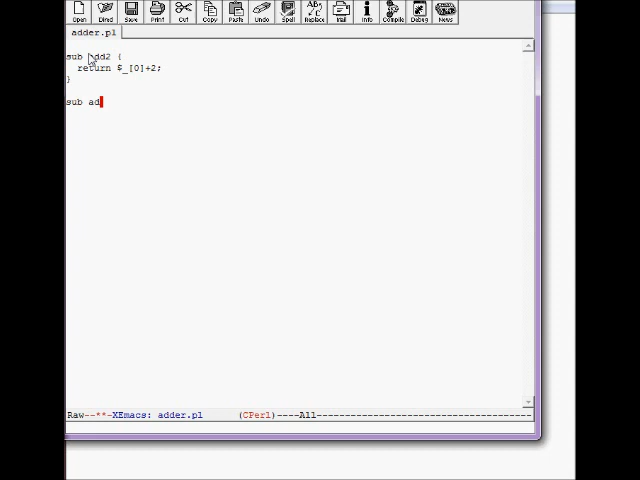 Open Dired Save Print Cut Copy Paste Undo Spell Replace Mail Info Compile Debug News
adder.pl
sub add2 {
return $_[0]+2;
}
sub ad
Raw--**-XEmacs: adder.pl (CPerl)----All----------------------------------------